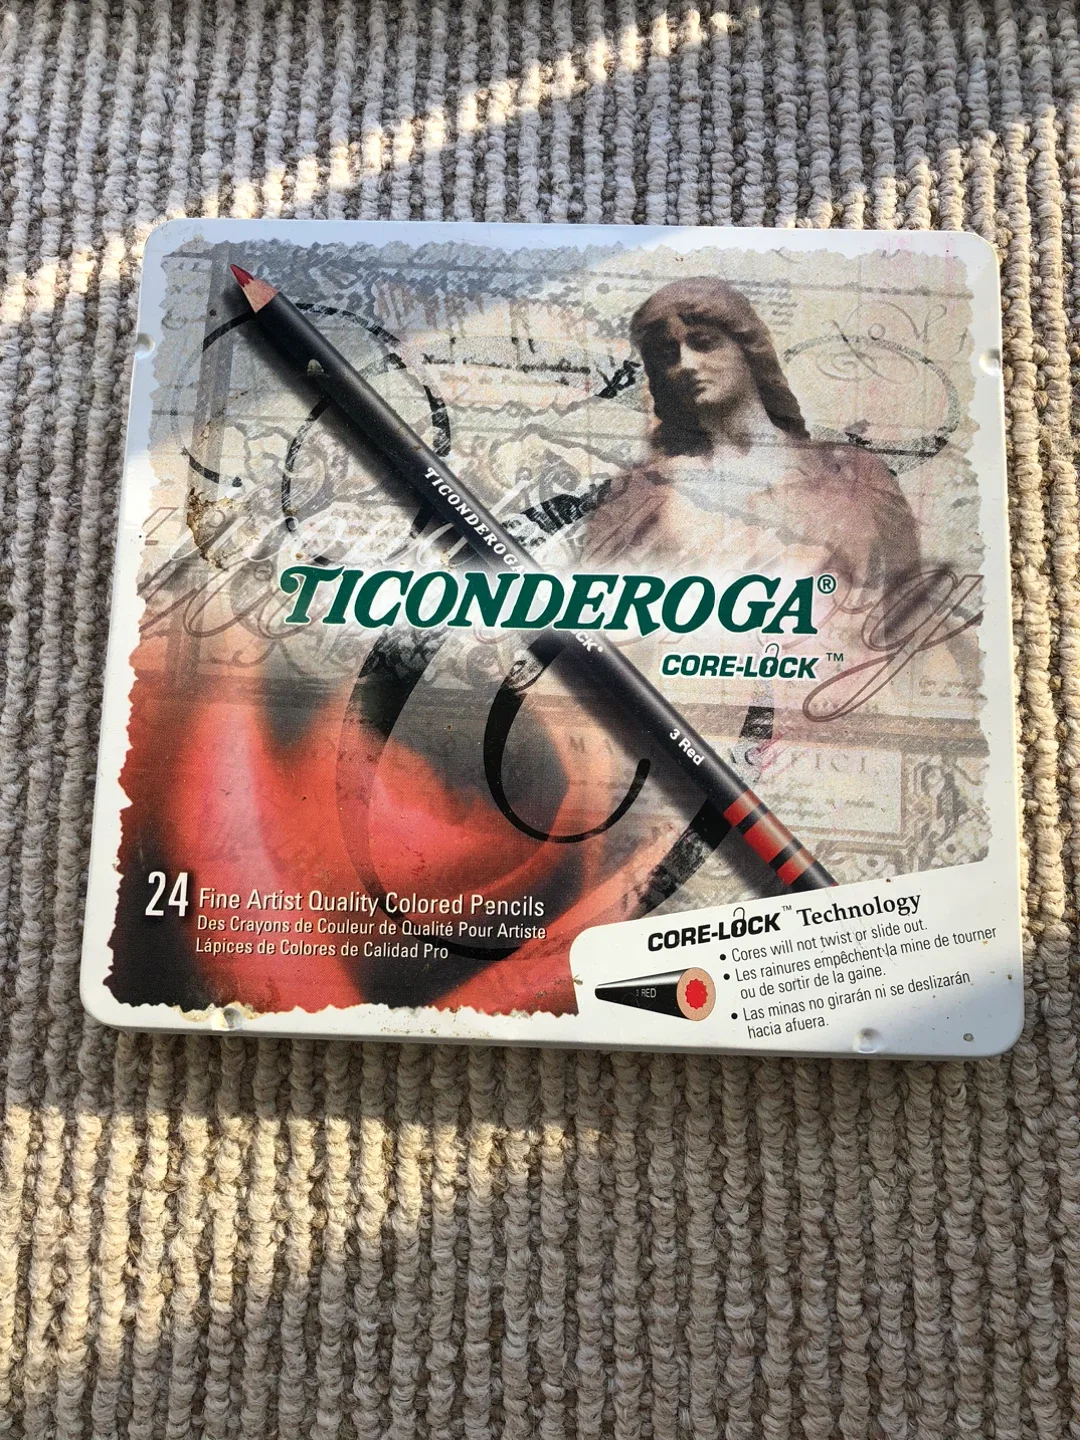 TICONDEROGA
CK®
3 Red
TICONDEROGA®
CORE-LOCK™
24 Fine Artist Quality Colored Pencils
Des Crayons de Couleur de Qualité Pour Artiste
Lápices de Colores de Calidad Pro
CORE-LOCK™ Technology
• Cores will not twist or slide out.
• Les rainures empêchent la mine de tourner
ou de sortir de la gaine.
• Las minas no girarán ni se deslizarán
hacia afuera.
3 RED